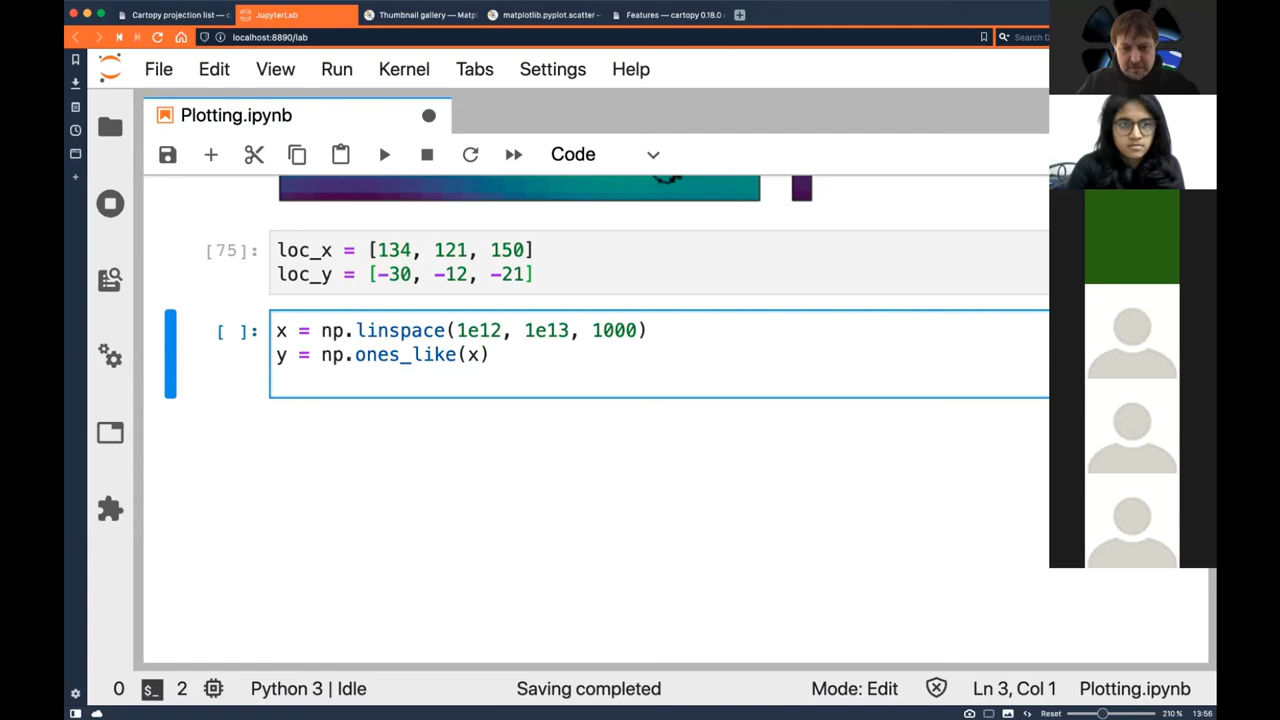 Cartopy projection list — c
JupyterLab
Thumbnail gallery — Matp
matplotlib.pyplot.scatter —
Features — cartopy 0.18.0
localhost:8890/lab
Search D
File Edit View Run Kernel Tabs Settings Help
Plotting.ipynb
Code
[75]:
loc_x = [134, 121, 150]
loc_y = [-30, -12, -21]
[ ]:
x = np.linspace(1e12, 1e13, 1000)
y = np.ones_like(x)
0 $_ 2 Python 3 | Idle Saving completed Mode: Edit Ln 3, Col 1 Plotting.ipynb
Reset 210 % 13:56